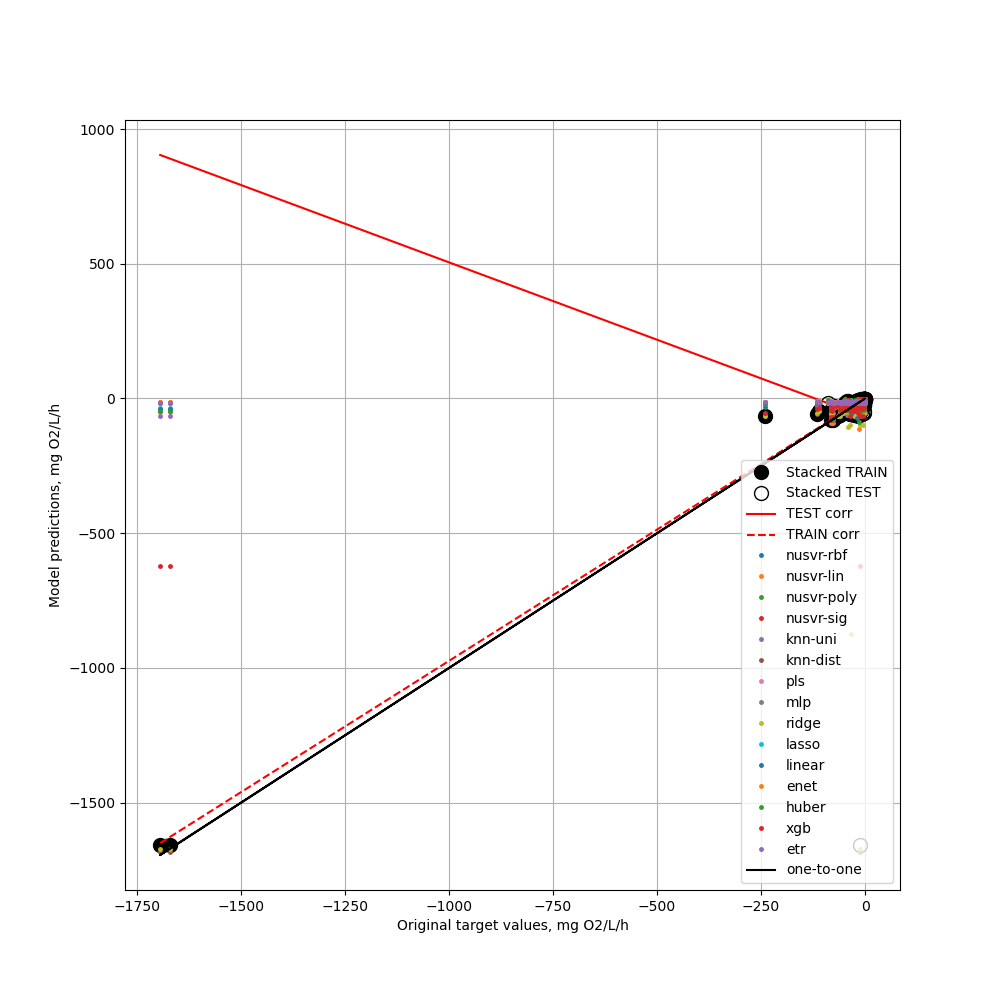 1000
500
0
−500
−1000
−1500
Model predictions, mg O2/L/h
Stacked TRAIN
Stacked TEST
TEST corr
TRAIN corr
nusvr-rbf
nusvr-lin
nusvr-poly
nusvr-sig
knn-uni
knn-dist
pls
mlp
ridge
lasso
linear
enet
huber
xgb
etr
one-to-one
−1750 −1500 −1250 −1000 −750 −500 −250 0
Original target values, mg O2/L/h